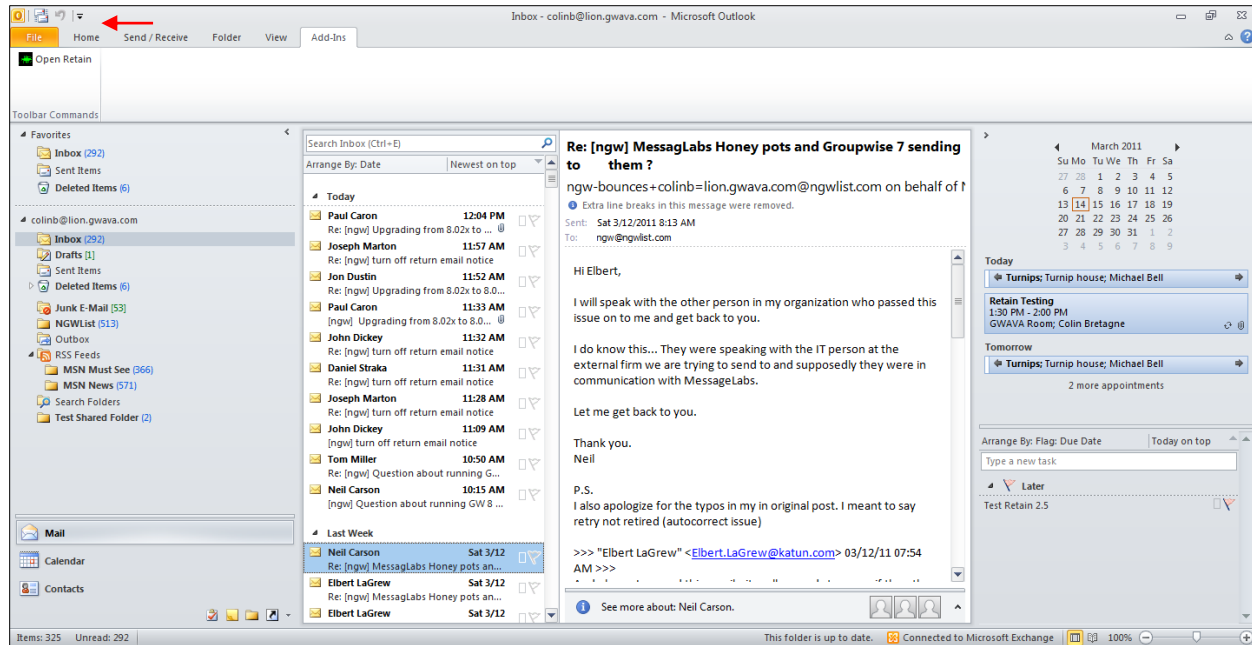 Inbox - colinb@lion.gwava.com - Microsoft Outlook
File Home Send / Receive Folder View Add-Ins
Open Retain
Toolbar Commands
Favorites
Inbox (292)
Sent Items
Deleted Items (6)
colinb@lion.gwava.com
Inbox (292)
Drafts [1]
Sent Items
Deleted Items (6)
Junk E-Mail [53]
NGWList (513)
Outbox
RSS Feeds
MSN Must See (366)
MSN News (571)
Search Folders
Test Shared Folder (2)
Mail
Calendar
Contacts
Search Inbox (Ctrl+E)
Arrange By: Date Newest on top
Today
Paul Caron 12:04 PM
Re: [ngw] Upgrading from 8.02x to ...
Joseph Marton 11:57 AM
Re: [ngw] turn off return email notice
Jon Dustin 11:52 AM
Re: [ngw] Upgrading from 8.02x to 8.0...
Paul Caron 11:33 AM
[ngw] Upgrading from 8.02x to 8.0...
John Dickey 11:32 AM
Re: [ngw] turn off return email notice
Daniel Straka 11:31 AM
Re: [ngw] turn off return email notice
Joseph Marton 11:28 AM
Re: [ngw] turn off return email notice
John Dickey 11:09 AM
[ngw] turn off return email notice
Tom Miller 10:50 AM
Re: [ngw] Question about running G...
Neil Carson 10:15 AM
[ngw] Question about running GW 8 ...
Last Week
Neil Carson Sat 3/12
Re: [ngw] MessagLabs Honey pots an...
Elbert LaGrew Sat 3/12
Re: [ngw] MessagLabs Honey pots an...
Elbert LaGrew Sat 3/12
Re: [ngw] MessagLabs Honey pots and Groupwise 7 sending
to them ?
ngw-bounces+colinb=lion.gwava.com@ngwlist.com on behalf of
Extra line breaks in this message were removed.
Sent: Sat 3/12/2011 8:13 AM
To: ngw@ngwlist.com
Hi Elbert,
I will speak with the other person in my organization who passed this
issue on to me and get back to you.
I do know this... They were speaking with the IT person at the
external firm we are trying to send to and supposedly they were in
communication with MessageLabs.
Let me get back to you.
Thank you.
Neil
P.S.
I also apologize for the typos in my in original post. I meant to say
retry not retired (autocorrect issue)
>>> "Elbert LaGrew" <Elbert.LaGrew@katun.com> 03/12/11 07:54
AM >>>
See more about: Neil Carson.
March 2011
Su Mo Tu We Th Fr Sa
27 28 1 2 3 4 5
6 7 8 9 10 11 12
13 14 15 16 17 18 19
20 21 22 23 24 25 26
27 28 29 30 31 1 2
3 4 5 6 7 8 9
Today
Turnips; Turnip house; Michael Bell
Retain Testing
1:30 PM - 2:00 PM
GWAVA Room; Colin Bretagne
Tomorrow
Turnips; Turnip house; Michael Bell
2 more appointments
Arrange By: Flag: Due Date Today on top
Type a new task
Later
Test Retain 2.5
Items: 325 Unread: 292 This folder is up to date. Connected to Microsoft Exchange 100%